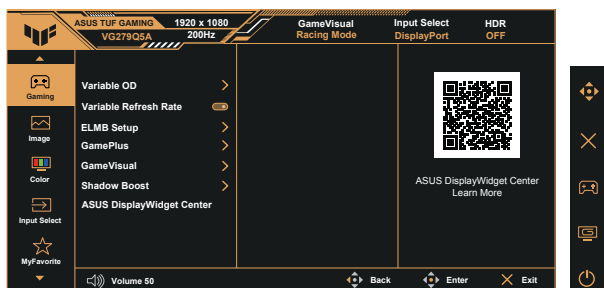 ASUS TUF GAMING 1920 x 1080
VG279Q5A 200Hz
GameVisual
Racing Mode
Input Select
DisplayPort
HDR
OFF
Gaming
Image
Color
Input Select
MyFavorite
Variable OD
Variable Refresh Rate
ELMB Setup
GamePlus
GameVisual
Shadow Boost
ASUS DisplayWidget Center
ASUS DisplayWidget Center
Learn More
Volume 50
Back
Enter
Exit